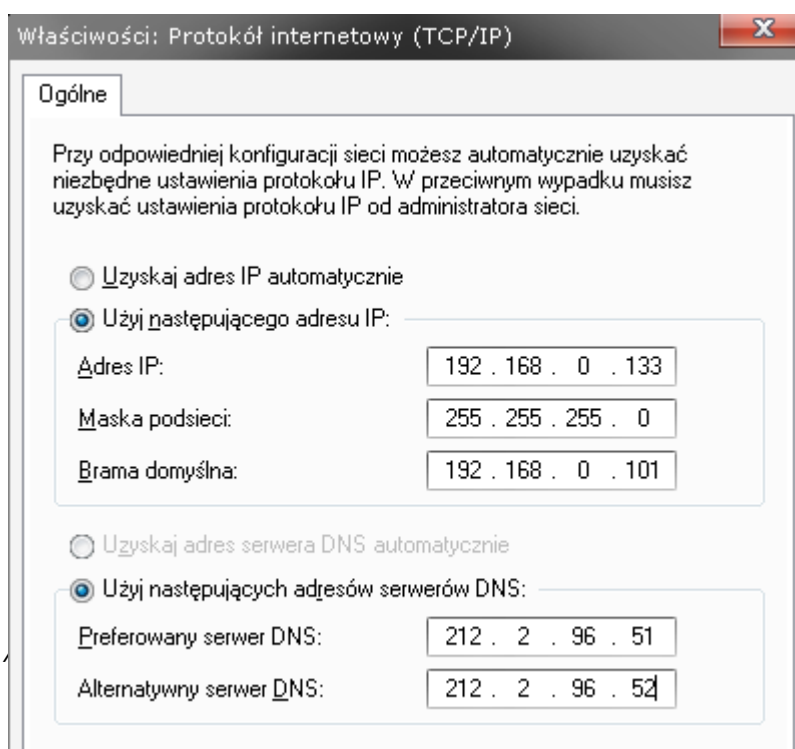 Właściwości: Protokół internetowy (TCP/IP)
Ogólne
Przy odpowiedniej konfiguracji sieci możesz automatycznie uzyskać
niezbędne ustawienia protokołu IP. W przeciwnym wypadku musisz
uzyskać ustawienia protokołu IP od administratora sieci.
Uzyskaj adres IP automatycznie
Użyj następującego adresu IP:
Adres IP: 192 . 168 . 0 . 133
Maska podsieci: 255 . 255 . 255 . 0
Brama domyślna: 192 . 168 . 0 . 101
Uzyskaj adres serwera DNS automatycznie
Użyj następujących adresów serwerów DNS:
Preferowany serwer DNS: 212 . 2 . 96 . 51
Alternatywny serwer DNS: 212 . 2 . 96 . 52